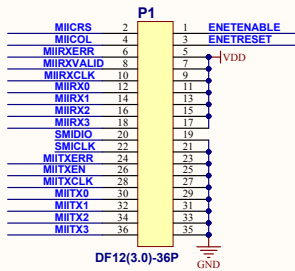 P1
MIICRS 2 1 ENETENABLE
MIICOL 4 3 ENETRESET
MIIRXERR 6 5
MIIRXVALID 8 7 VDD
MIIRXCLK 10 9
MIIRX0 12 11
MIIRX1 14 13
MIIRX2 16 15
MIIRX3 18 17
SMIDIO 20 19
SMICLK 22 21
MIITXERR 24 23
MIITXEN 26 25
MIITXCLK 28 27
MIITX0 30 29
MIITX1 32 31
MIITX2 34 33
MIITX3 36 35
DF12(3.0)-36P GND